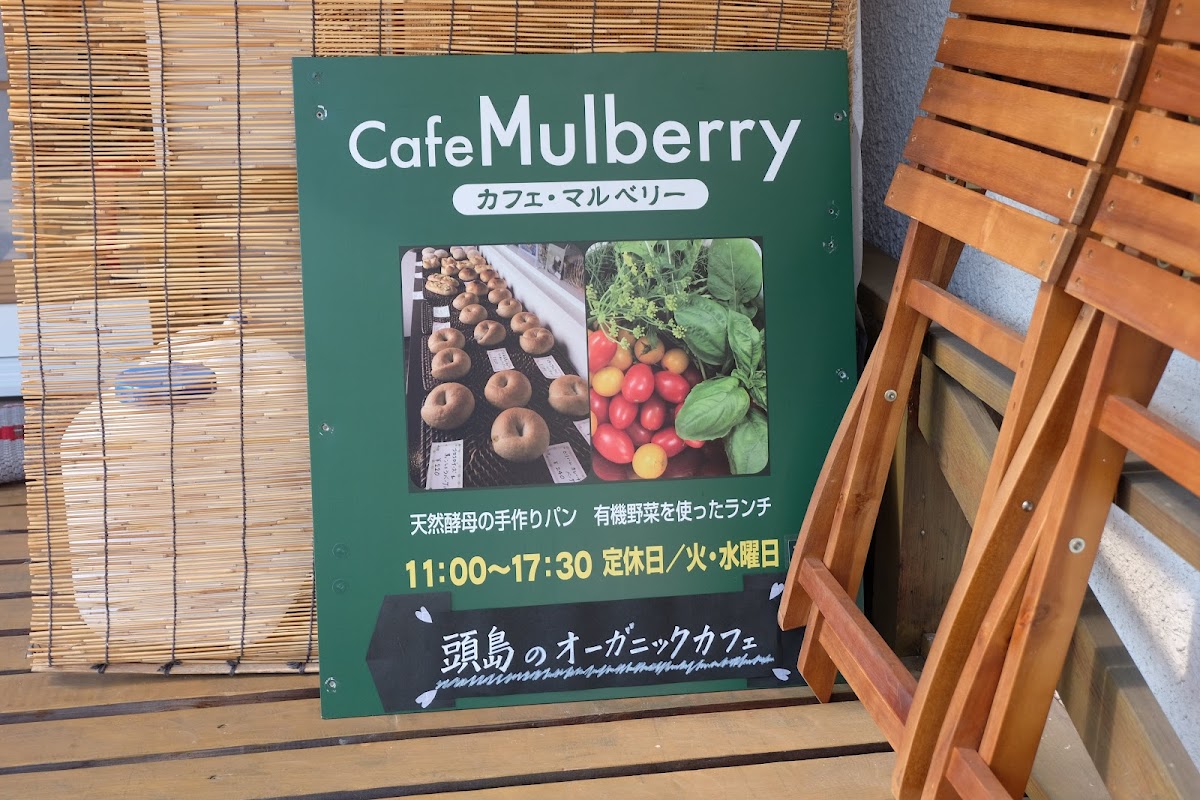 Cafe Mulberry
カフェ・マルベリー
天然酵母の手作りパン 有機野菜を使ったランチ
11:00〜17:30 定休日／火・水曜日
頭島のオーガニックカフェ